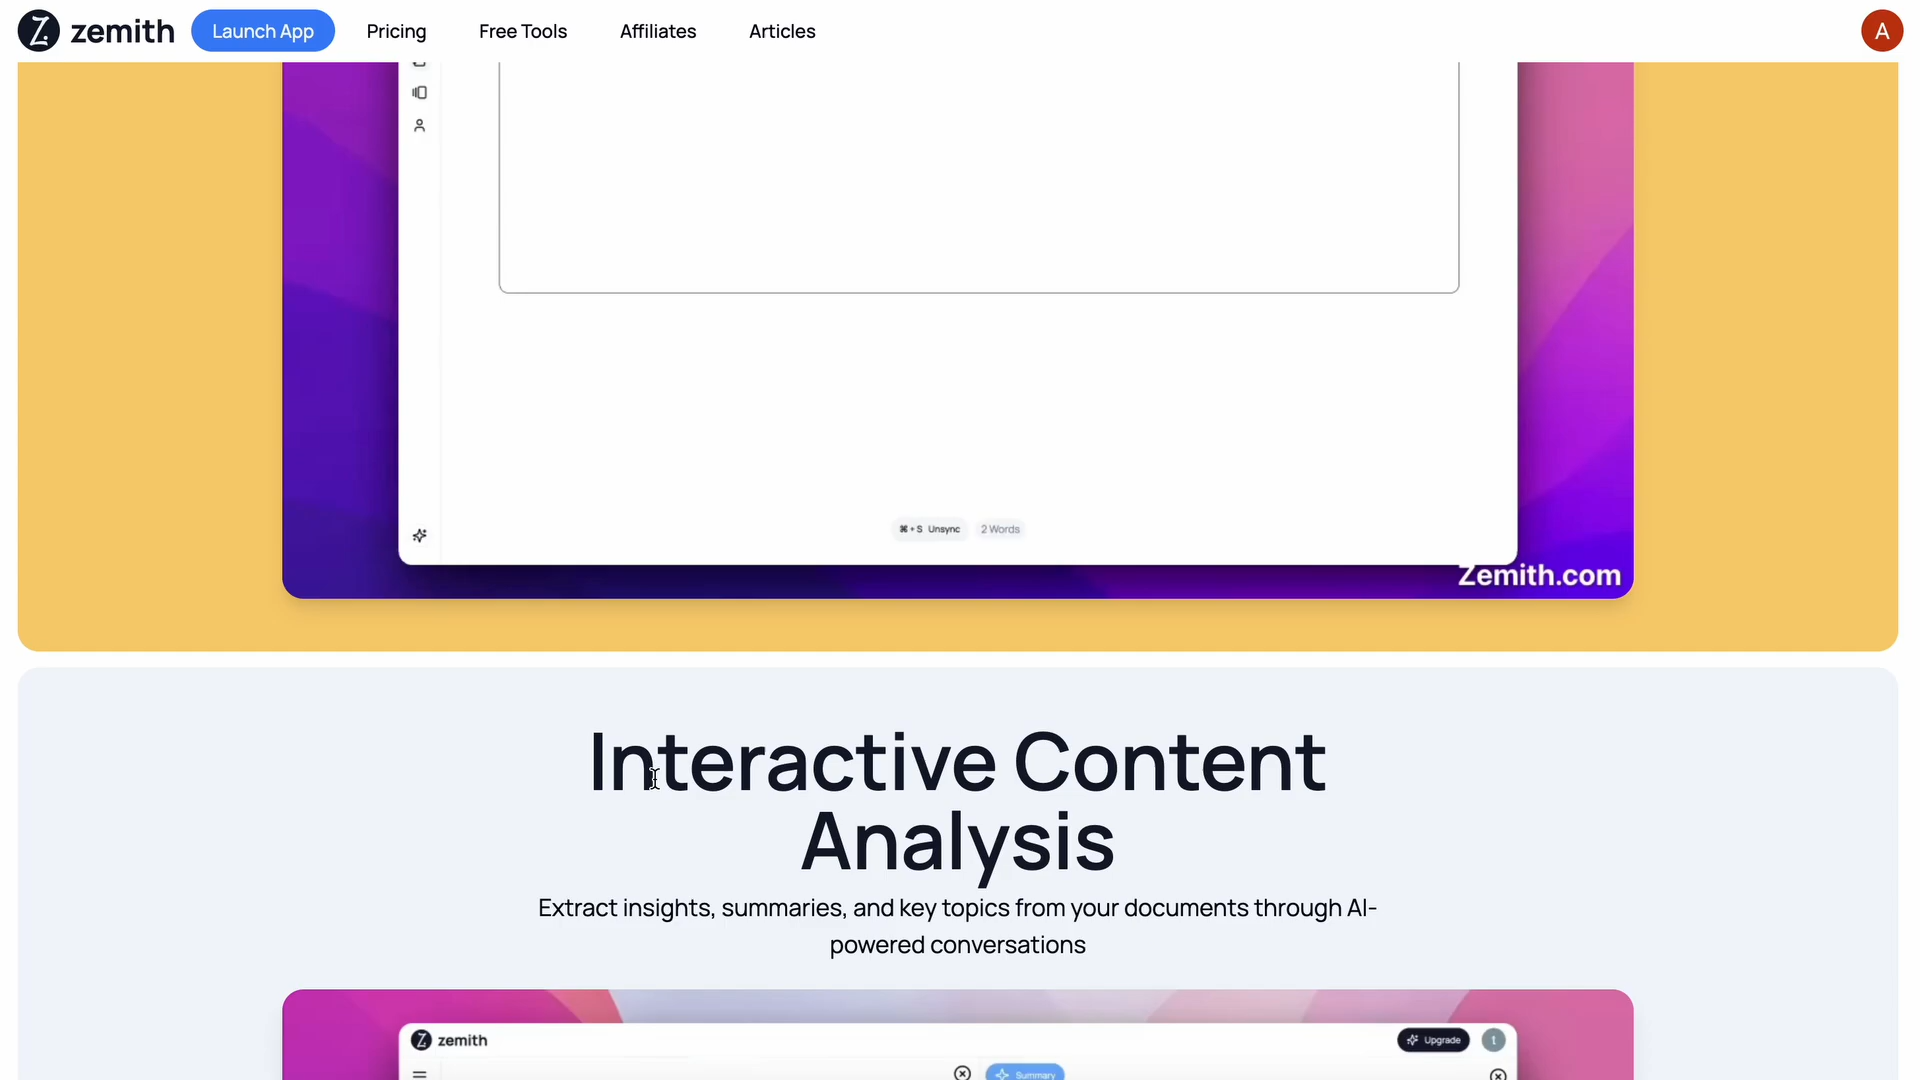 zemith
Launch App
Pricing
Free Tools
Affiliates
Articles
A
⌘ + S Unsync
2 Words
Zemith.com
Interactive Content
Analysis
Extract insights, summaries, and key topics from your documents through AI-
powered conversations
zemith
Upgrade
t
Summary